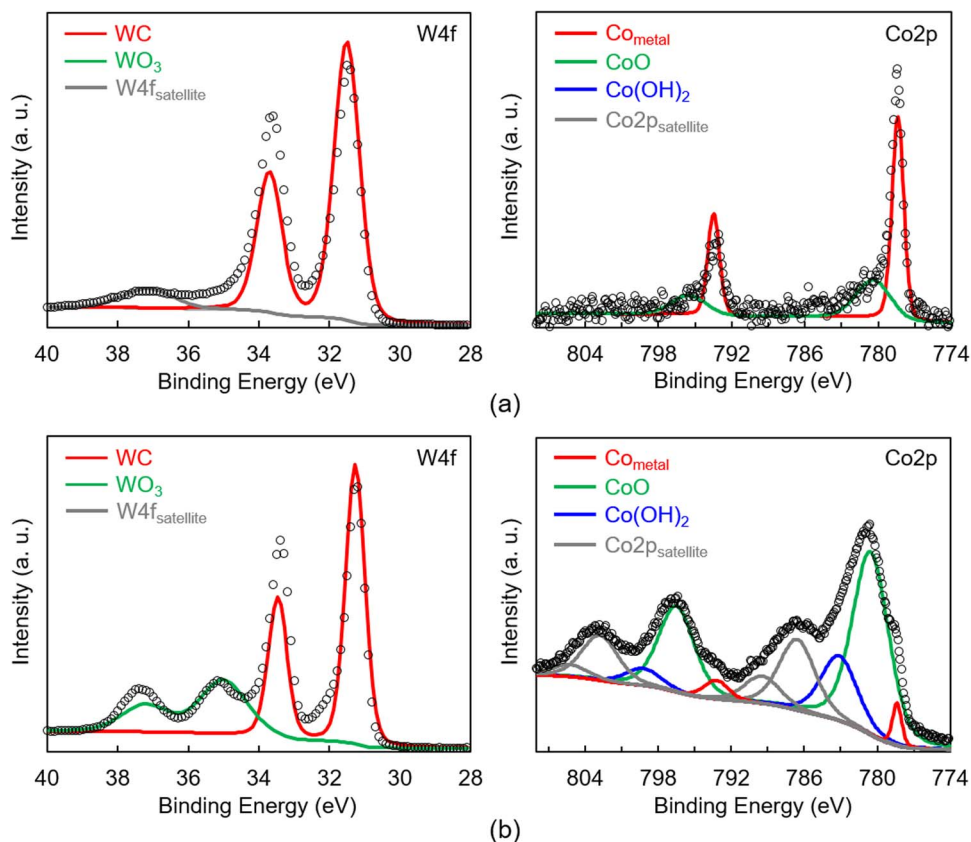 WC
WO3
W4fsatellite
W4f
Intensity (a. u.)
40 38 36 34 32 30 28
Binding Energy (eV)
Cometal
CoO
Co(OH)2
Co2psatellite
Co2p
Intensity (a. u.)
804 798 792 786 780 774
Binding Energy (eV)
(a)
WC
WO3
W4fsatellite
W4f
Intensity (a. u.)
40 38 36 34 32 30 28
Binding Energy (eV)
Cometal
CoO
Co(OH)2
Co2psatellite
Co2p
Intensity (a. u.)
804 798 792 786 780 774
Binding Energy (eV)
(b)